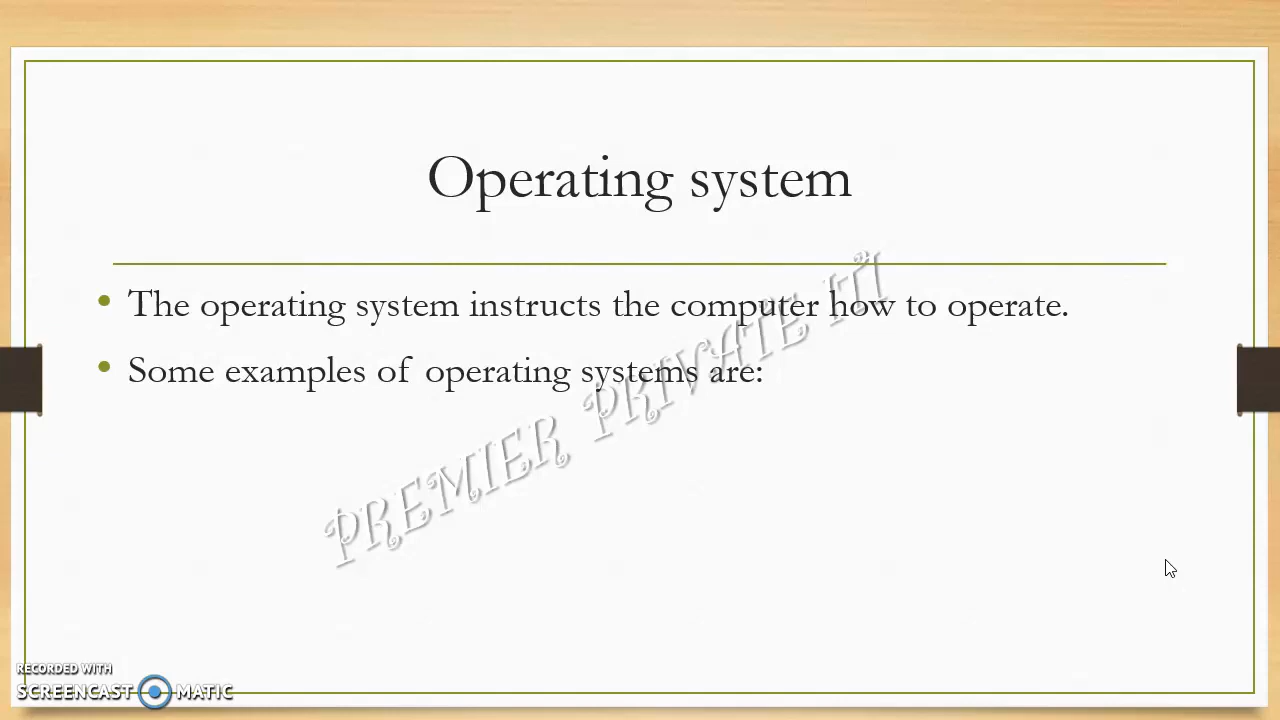 Operating system
• The operating system instructs the computer how to operate.
• Some examples of operating systems are:
PREMIER PRIVATE ITI
RECORDED WITH
SCREENCAST MATIC